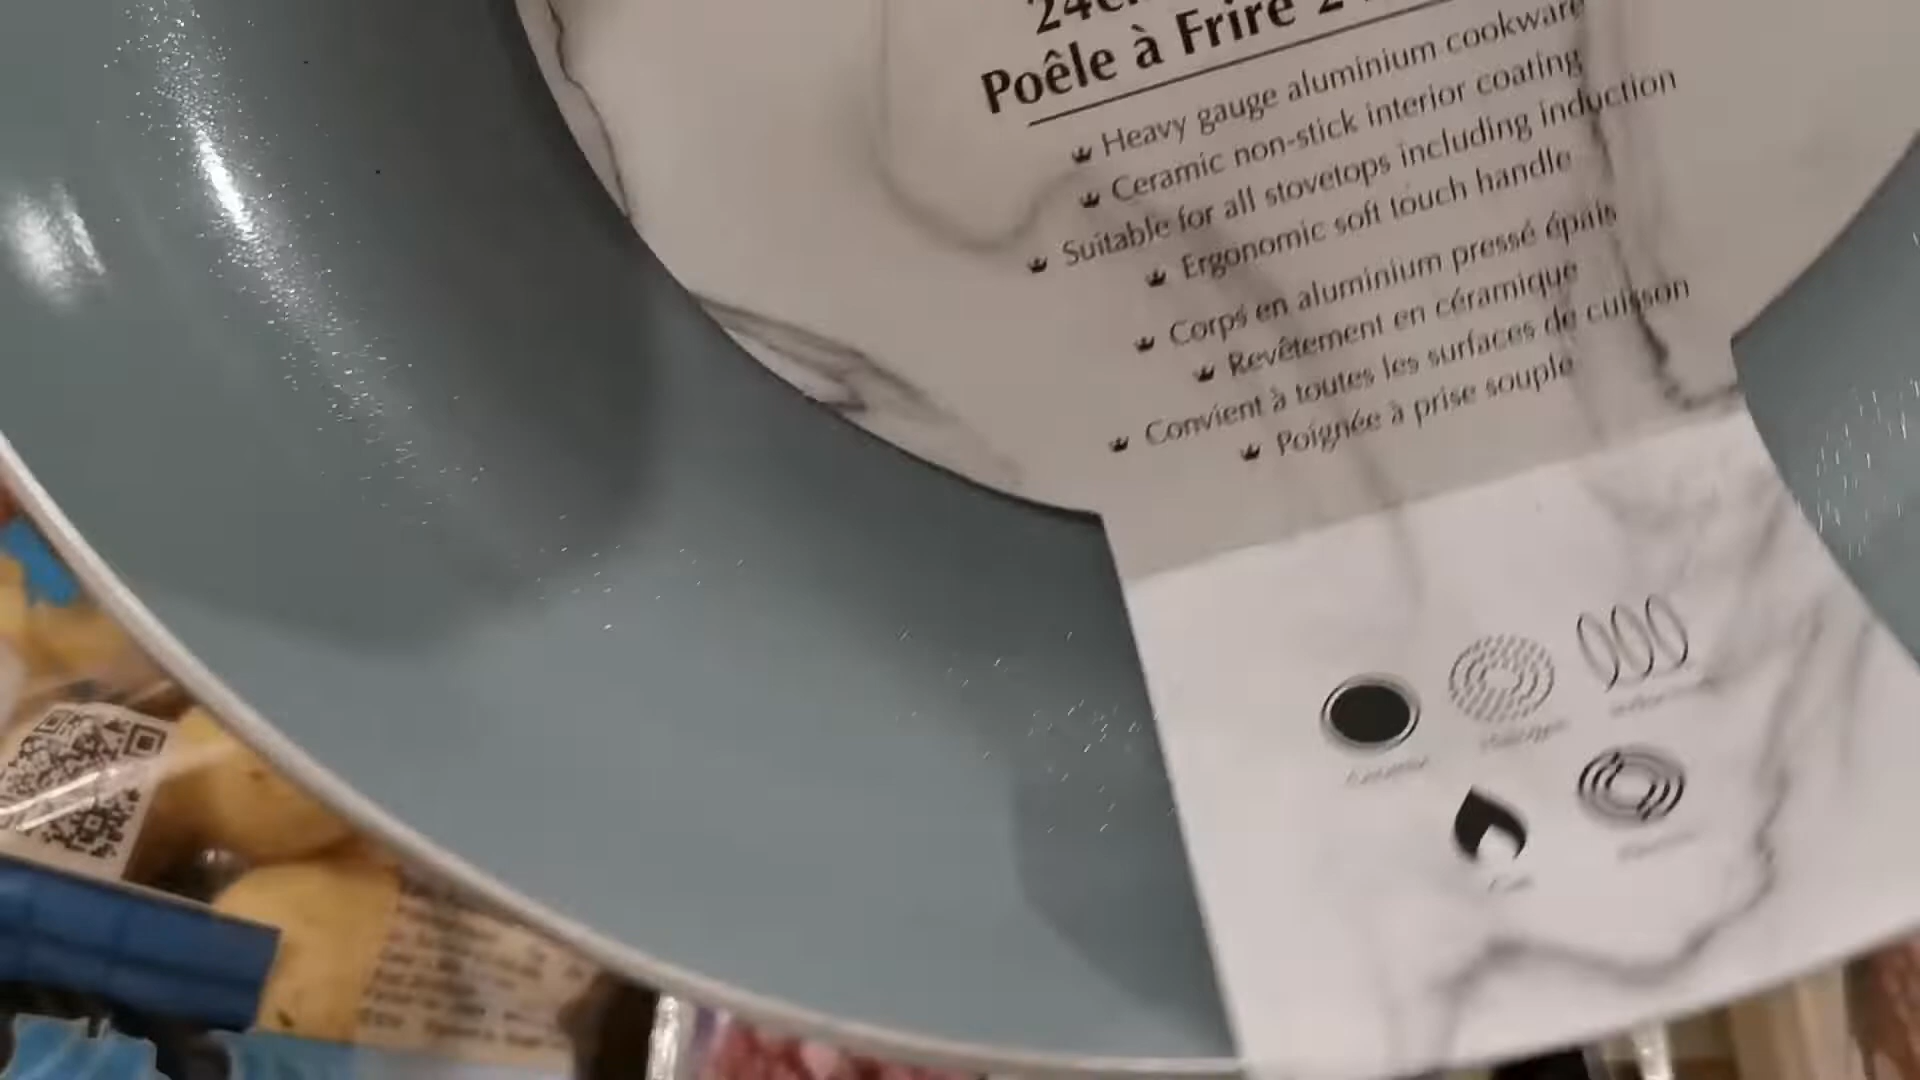 Poêle à Frire
Heavy gauge aluminium cookware
Ceramic non-stick interior coating
Suitable for all stovetops including induction
Ergonomic soft touch handle
Corps en aluminium pressé épais
Revêtement en céramique
Convient à toutes les surfaces de cuisson
Poignée à prise souple